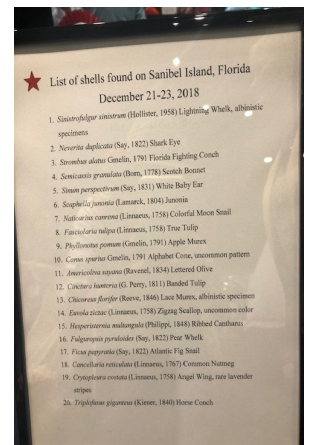 List of shells found on Sanibel Island, Florida
December 21-23, 2018
1. Sinistrofulgur sinistrum (Hollister, 1958) Lightning Whelk, albinistic
specimens
2. Neverita duplicata (Say, 1822) Shark Eye
3. Strombus alatus Gmelin, 1791 Florida Fighting Conch
4. Semicassis granulata (Born, 1778) Scotch Bonnet
5. Sinum perspectivum (Say, 1831) White Baby Ear
6. Scaphella junonia (Lamarck, 1804) Junonia
7. Naticarius canrena (Linnaeus, 1758) Colorful Moon Snail
8. Fasciolaria tulipa (Linnaeus, 1758) True Tulip
9. Phyllonotus pomum (Gmelin, 1791) Apple Murex
10. Conus spurius Gmelin, 1791 Alphabet Cone, uncommon pattern
11. Americoliva sayana (Ravenel, 1834) Lettered Olive
12. Cinctura hunteria (G. Perry, 1811) Banded Tulip
13. Chicoreus florifer (Reeve, 1846) Lace Murex, albinistic specimen
14. Euvola ziczac (Linnaeus, 1758) Zigzag Scallop, uncommon color
15. Hesperisternia multangula (Philippi, 1848) Ribbed Cantharus
16. Fulguropsis pyruloides (Say, 1822) Pear Whelk
17. Ficus papyratia (Say, 1822) Atlantic Fig Snail
18. Cancellaria reticulata (Linnaeus, 1767) Common Nutmeg
19. Cryptopleura costata (Linnaeus, 1758) Angel Wing, rare lavender
stripes
20. Triplofusus giganteus (Kiener, 1840) Horse Conch